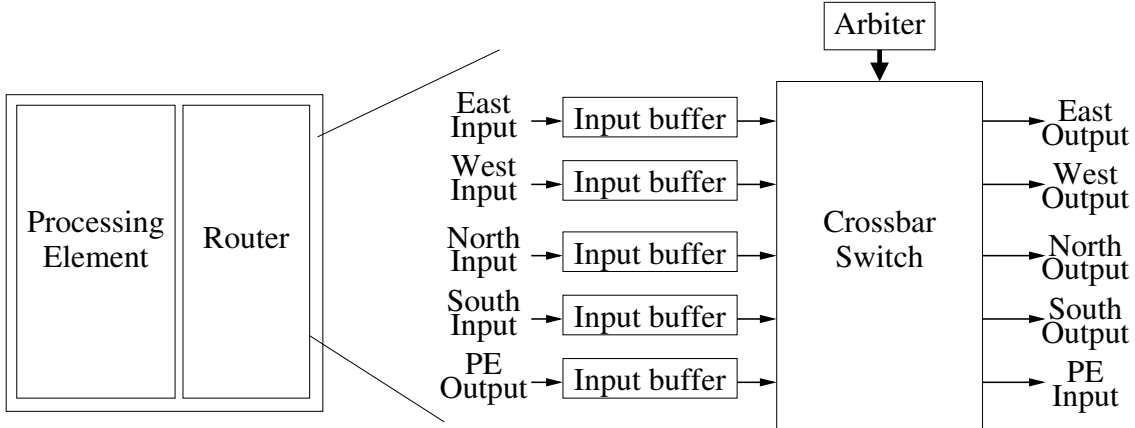 Arbiter
Processing
Element
Router
East
Input
Input buffer
West
Input
Input buffer
North
Input
Input buffer
South
Input
Input buffer
PE
Output
Input buffer
Crossbar
Switch
East
Output
West
Output
North
Output
South
Output
PE
Input